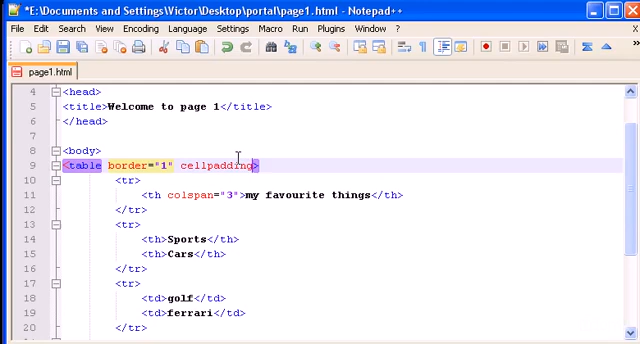 *E:\Documents and Settings\Victor\Desktop\portal\page1.html - Notepad++
File Edit Search View Encoding Language Settings Macro Run Plugins Window ? X
page1.html
4 <head>
5 <title>Welcome to page 1</title>
6 </head>
7
8 <body>
9 <table border="1" cellpadding>
10 <tr>
11 <th colspan="3">my favourite things</th>
12 </tr>
13 <tr>
14 <th>Sports</th>
15 <th>Cars</th>
16 </tr>
17 <tr>
18 <td>golf</td>
19 <td>ferrari</td>
20 </tr>